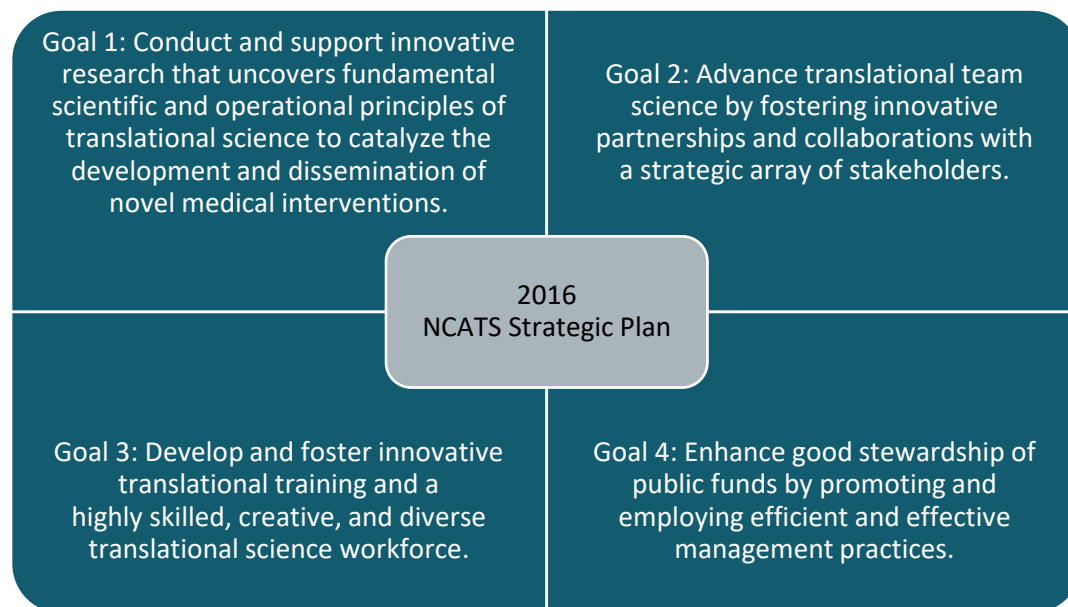 Goal 1: Conduct and support innovative
research that uncovers fundamental
scientific and operational principles of
translational science to catalyze the
development and dissemination of
novel medical interventions.
Goal 2: Advance translational team
science by fostering innovative
partnerships and collaborations with
a strategic array of stakeholders.
2016
NCATS Strategic Plan
Goal 3: Develop and foster innovative
translational training and a
highly skilled, creative, and diverse
translational science workforce.
Goal 4: Enhance good stewardship of
public funds by promoting and
employing efficient and effective
management practices.